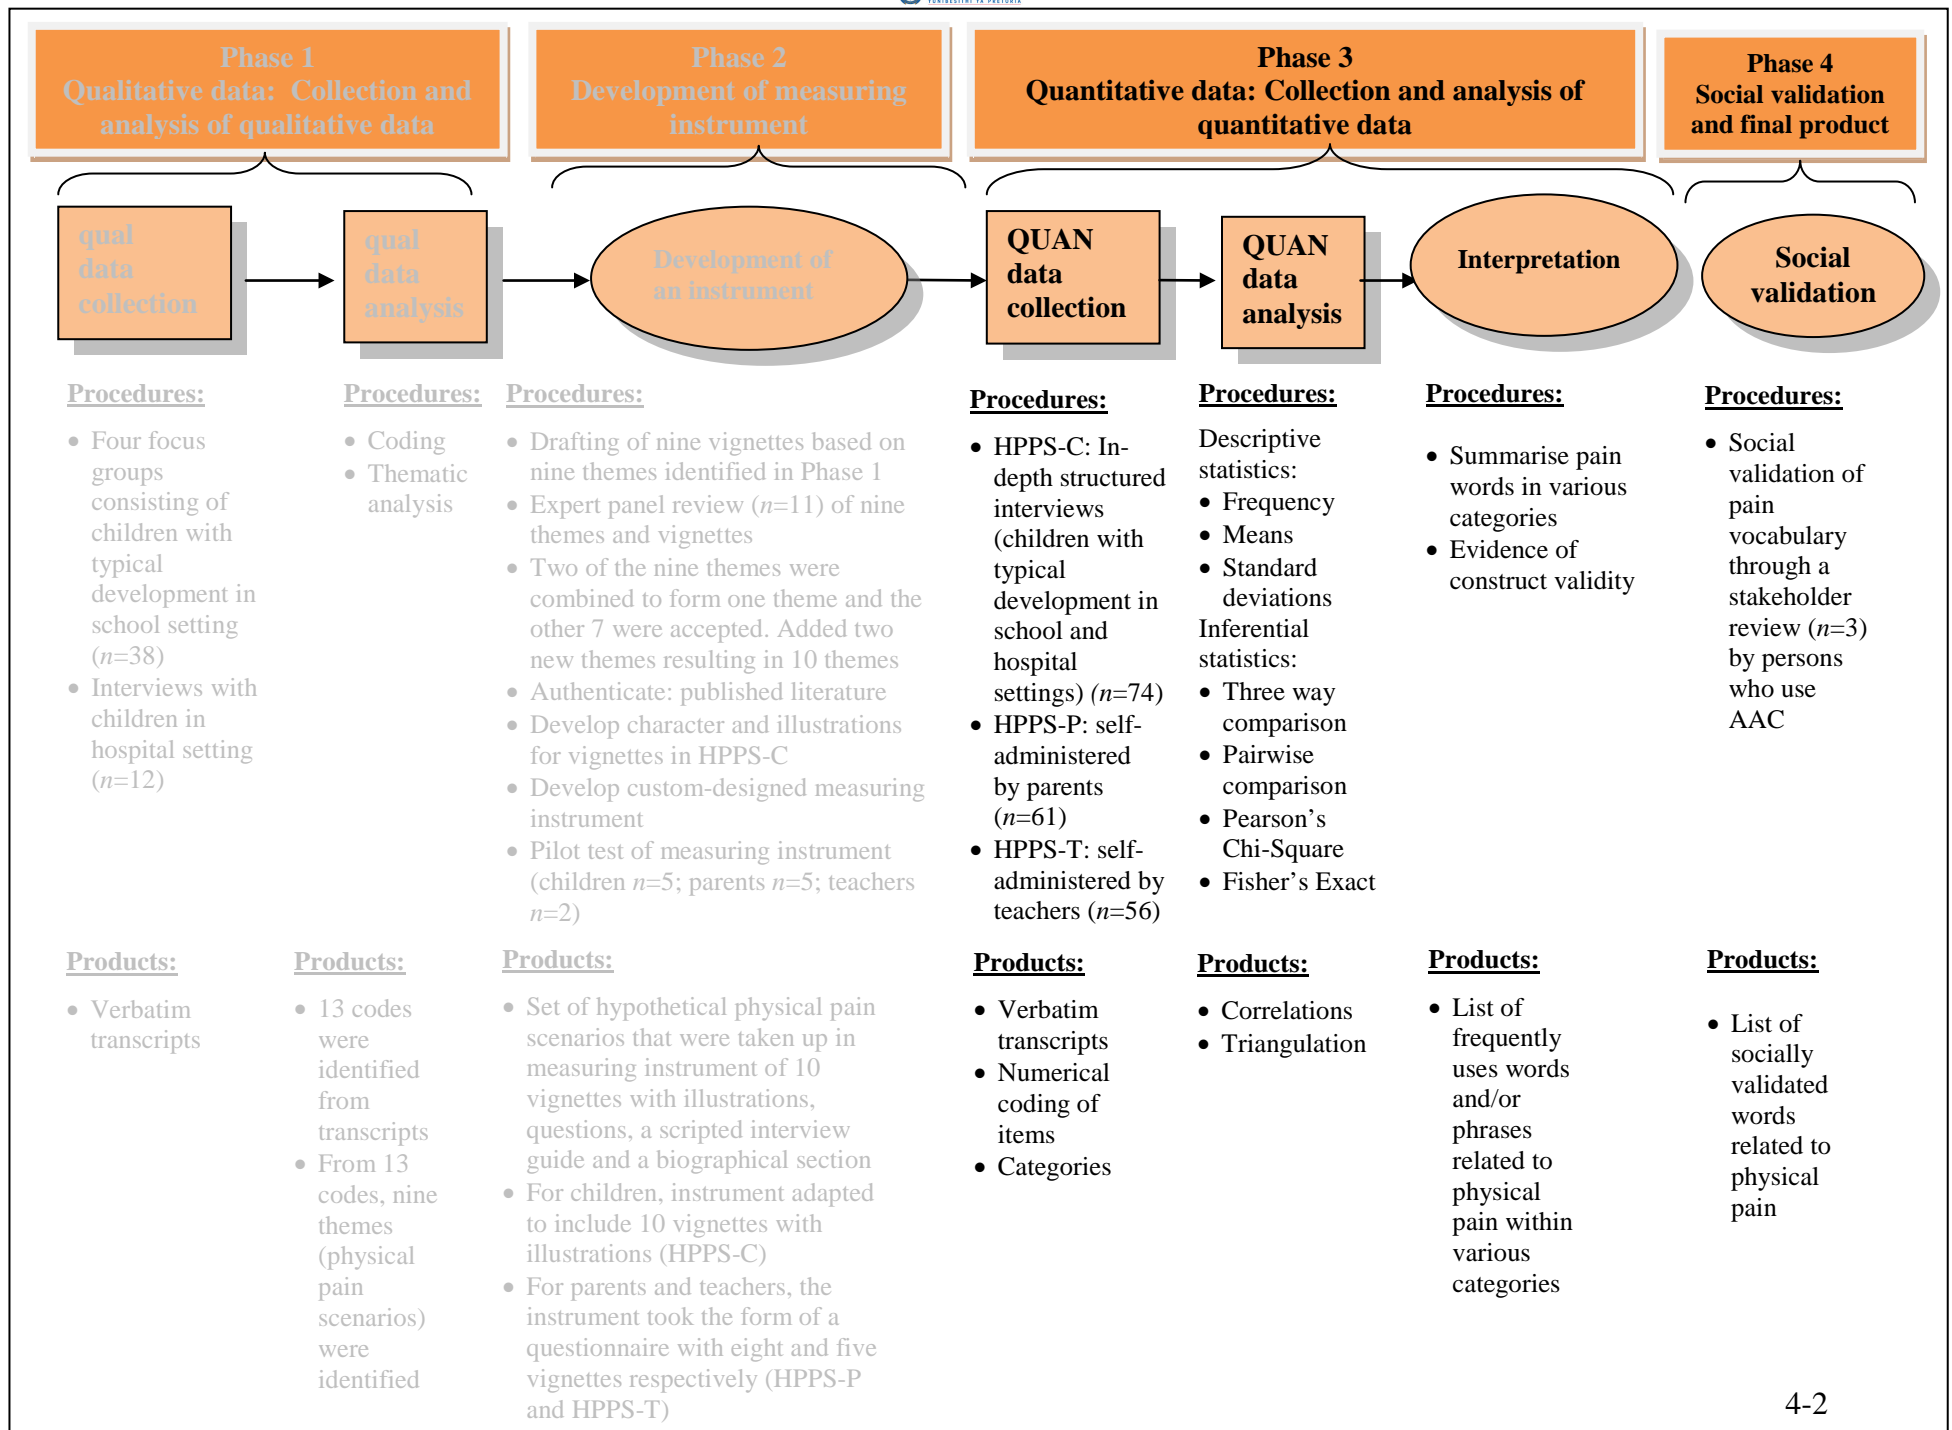 YUNIBESITHI YA PRETORIA
Phase 1
Qualitative data: Collection and
analysis of qualitative data
Phase 2
Development of measuring
instrument
Phase 3
Quantitative data: Collection and analysis of
quantitative data
Phase 4
Social validation
and final product
qual
data
collection
qual
data
analysis
Development of
an instrument
QUAN
data
collection
QUAN
data
analysis
Interpretation
Social
validation
Procedures:
• Four focus
groups
consisting of
children with
typical
development in
school setting
(n=38)
• Interviews with
children in
hospital setting
(n=12)
Procedures:
• Coding
• Thematic
analysis
Procedures:
• Drafting of nine vignettes based on
nine themes identified in Phase 1
• Expert panel review (n=11) of nine
themes and vignettes
• Two of the nine themes were
combined to form one theme and the
other 7 were accepted. Added two
new themes resulting in 10 themes
• Authenticate: published literature
• Develop character and illustrations
for vignettes in HPPS-C
• Develop custom-designed measuring
instrument
• Pilot test of measuring instrument
(children n=5; parents n=5; teachers
n=2)
Procedures:
• HPPS-C: In-
depth structured
interviews
(children with
typical
development in
school and
hospital
settings) (n=74)
• HPPS-P: self-
administered
by parents
(n=61)
• HPPS-T: self-
administered by
teachers (n=56)
Procedures:
Descriptive
statistics:
• Frequency
• Means
• Standard
deviations
Inferential
statistics:
• Three way
comparison
• Pairwise
comparison
• Pearson's
Chi-Square
• Fisher's Exact
Procedures:
• Summarise pain
words in various
categories
• Evidence of
construct validity
Procedures:
• Social
validation of
pain
vocabulary
through a
stakeholder
review (n=3)
by persons
who use
AAC
Products:
• Verbatim
transcripts
Products:
• 13 codes
were
identified
from
transcripts
• From 13
codes, nine
themes
(physical
pain
scenarios)
were
identified
Products:
• Set of hypothetical physical pain
scenarios that were taken up in
measuring instrument of 10
vignettes with illustrations,
questions, a scripted interview
guide and a biographical section
• For children, instrument adapted
to include 10 vignettes with
illustrations (HPPS-C)
• For parents and teachers, the
instrument took the form of a
questionnaire with eight and five
vignettes respectively (HPPS-P
and HPPS-T)
Products:
• Verbatim
transcripts
• Numerical
coding of
items
• Categories
Products:
• Correlations
• Triangulation
Products:
• List of
frequently
uses words
and/or
phrases
related to
physical
pain within
various
categories
Products:
• List of
socially
validated
words
related to
physical
pain
4-2